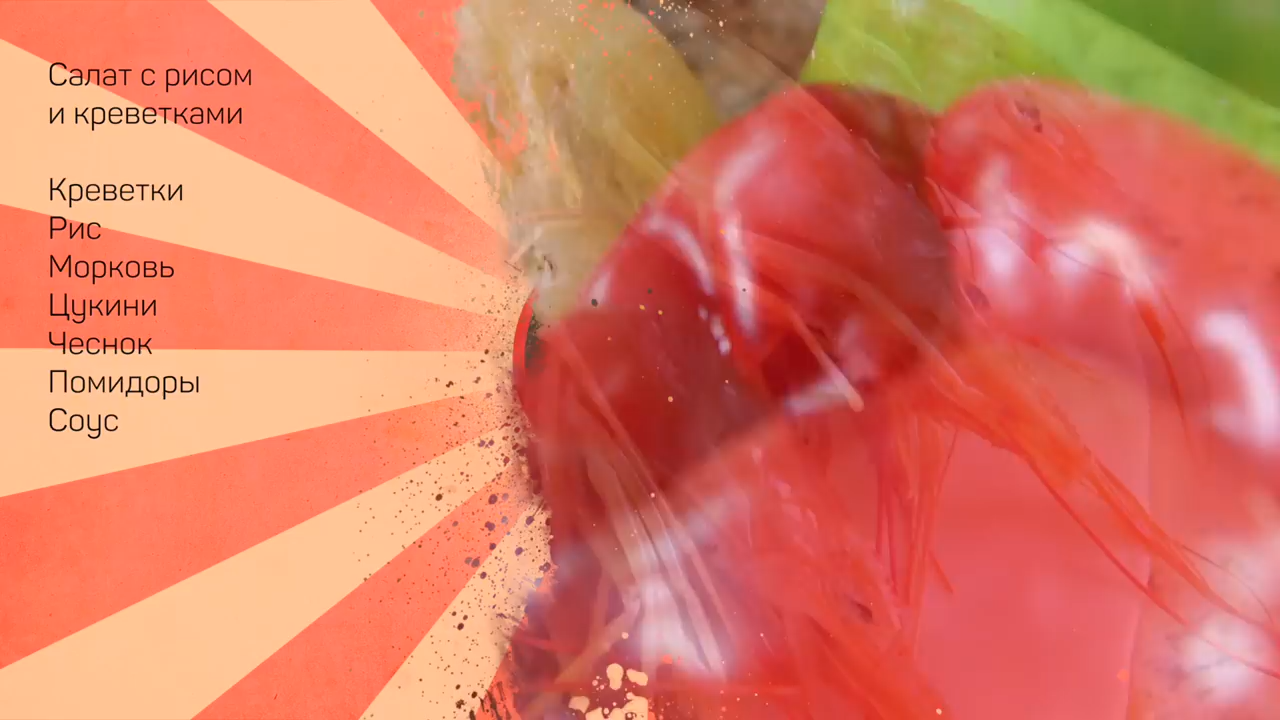 Салат с рисом
и креветками
Креветки
Рис
Морковь
Цукини
Чеснок
Помидоры
Соус